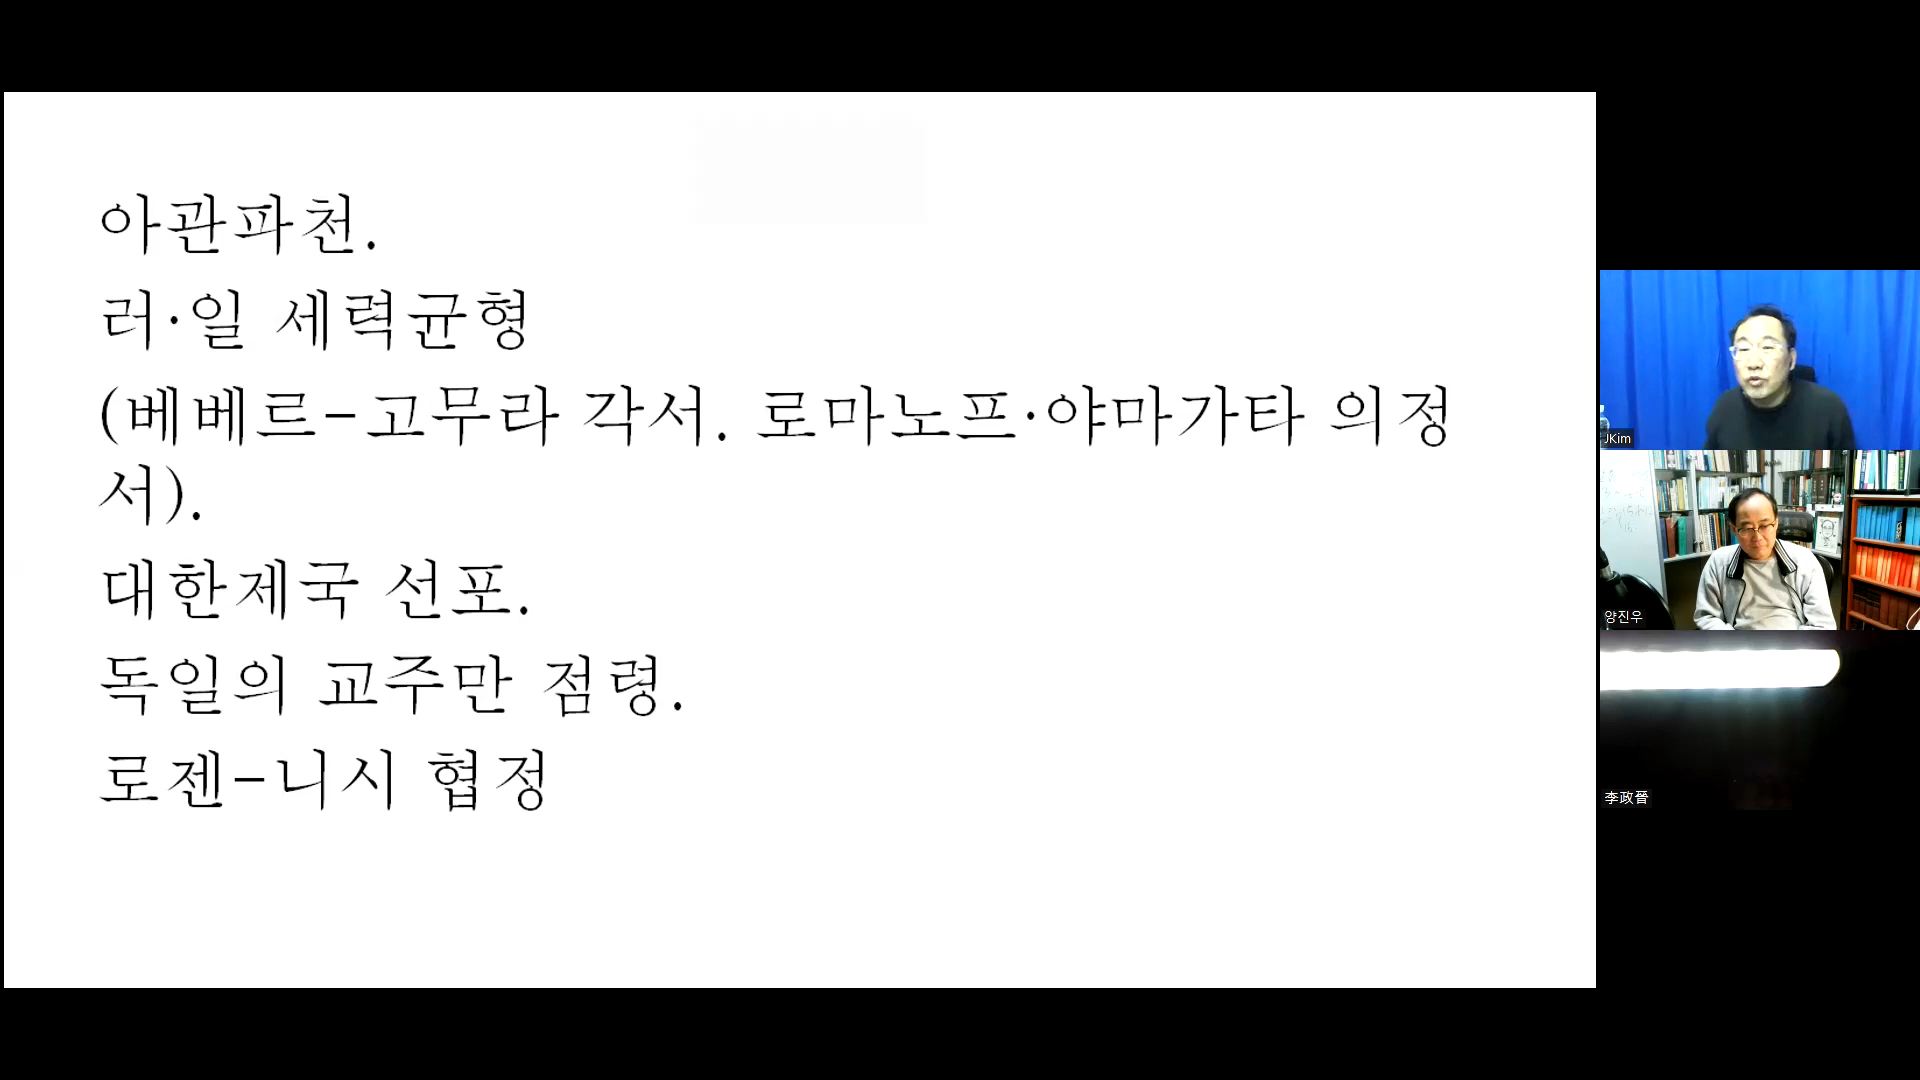 아관파천.
러·일 세력균형
(베베르-고무라 각서. 로마노프·야마가타 의정
서).
대한제국 선포.
독일의 교주만 점령.
로젠-니시 협정
JKim
양진우
李政晉